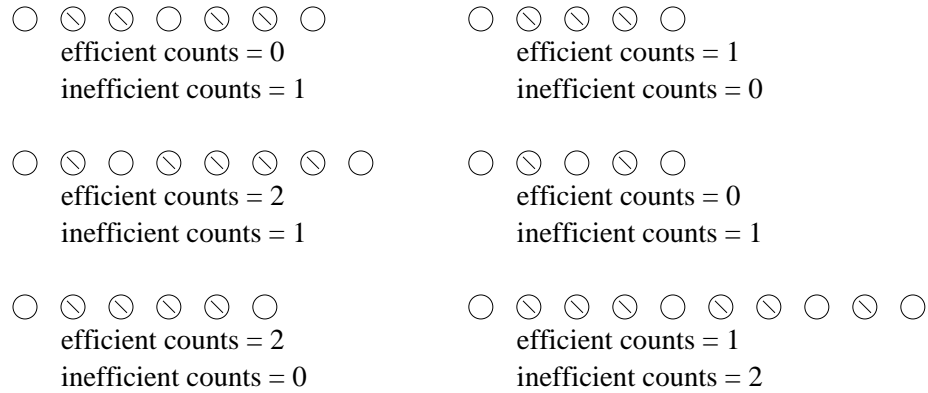 efficient counts = 0
inefficient counts = 1
efficient counts = 1
inefficient counts = 0
efficient counts = 2
inefficient counts = 1
efficient counts = 0
inefficient counts = 1
efficient counts = 2
inefficient counts = 0
efficient counts = 1
inefficient counts = 2